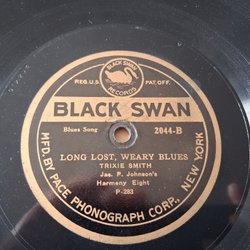 BLACK SWAN
RECORDS
REG. U.S. PAT. OFF.
BLACK SWAN
Blues Song 2044-B
LONG LOST, WEARY BLUES
TRIXIE SMITH
Jas. P. Johnson's
Harmony Eight
P-283
MFD. BY PACE PHONOGRAPH CORP., NEW YORK